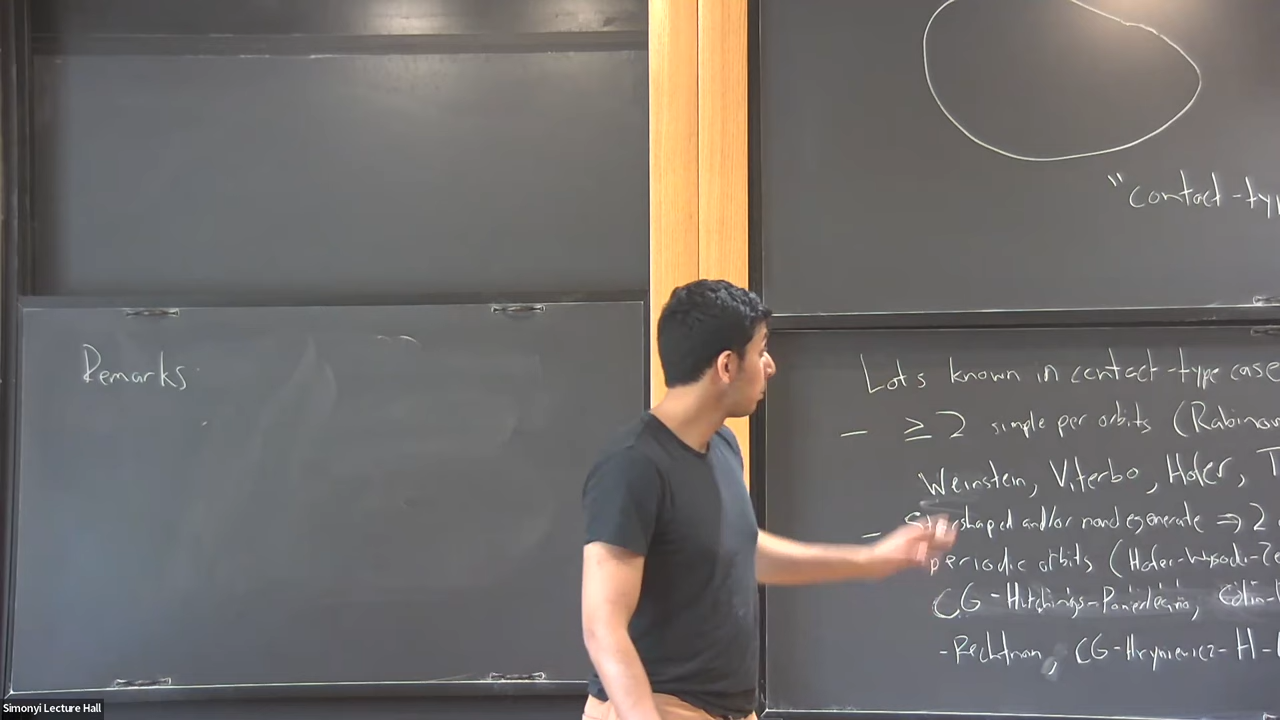 Remarks:
"contact-typ
Lots known in contact-type case
- ≥ 2 simple per orbits (Rabinow
Weinstein, Viterbo, Hofer, T
- Starshaped and/or nondegenerate ⇒ 2
periodic orbits (Hofer-Wysocki-Ze
CG-Hutchings-Pomerleano, Colin-
-Rechtman, CG-Hryniewicz-H-
Simonyi Lecture Hall